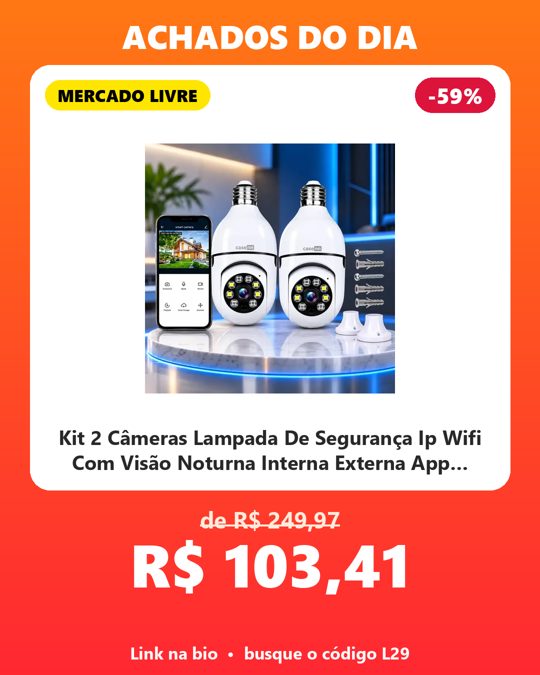 ACHADOS DO DIA
MERCADO LIVRE
-59%
Kit 2 Câmeras Lampada De Segurança Ip Wifi
Com Visão Noturna Interna Externa App...
de R$ 249,97
R$ 103,41
Link na bio • busque o código L29